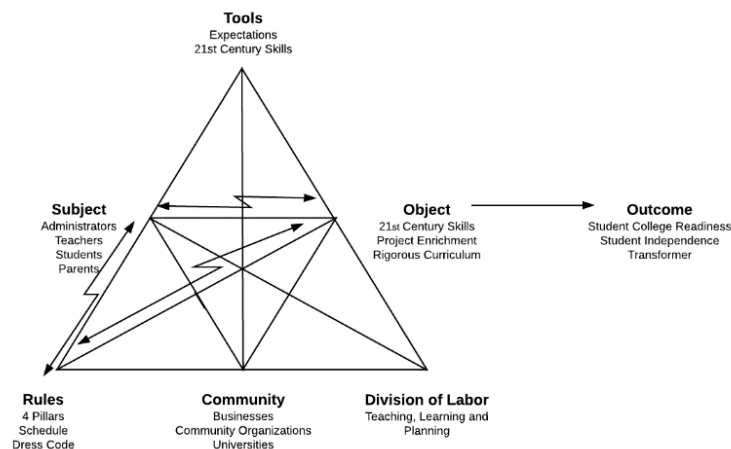 Tools
Expectations
21st Century Skills
Subject
Administrators
Teachers
Students
Parents
Object
21st Century Skills
Project Enrichment
Rigorous Curriculum
Outcome
Student College Readiness
Student Independence
Transformer
Rules
4 Pillars
Schedule
Dress Code
Community
Businesses
Community Organizations
Universities
Division of Labor
Teaching, Learning and
Planning